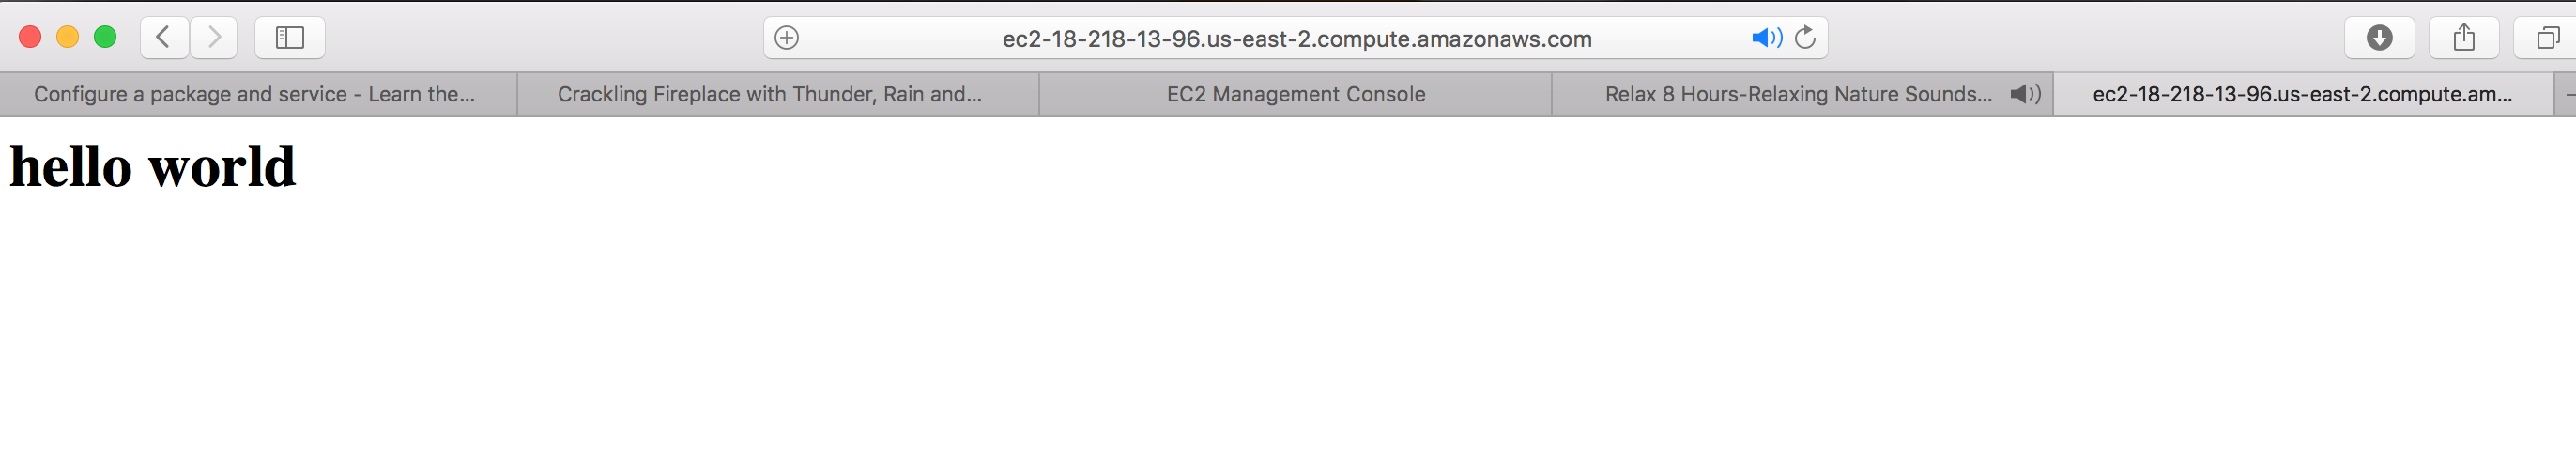 ec2-18-218-13-96.us-east-2.compute.amazonaws.com
Configure a package and service - Learn the... Crackling Fireplace with Thunder, Rain and... EC2 Management Console Relax 8 Hours-Relaxing Nature Sounds... ec2-18-218-13-96.us-east-2.compute.am...
hello world